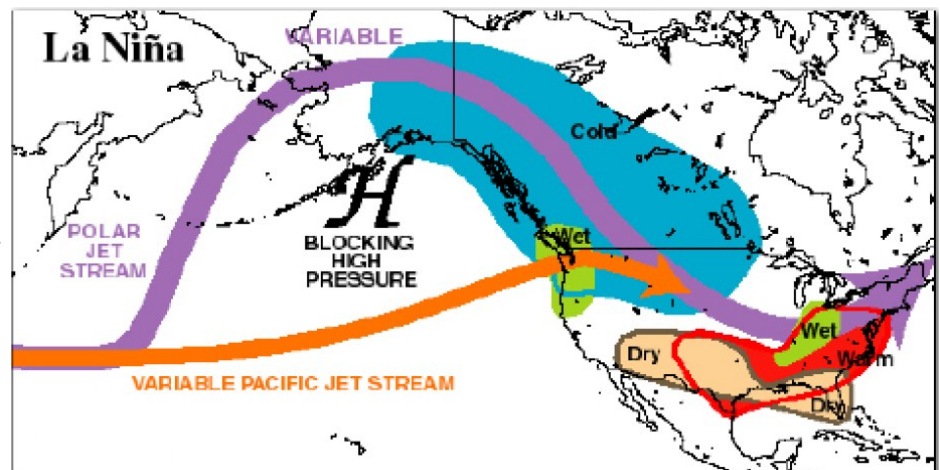 La Niña
VARIABLE
Cold
POLAR
JET
STREAM
H
BLOCKING
HIGH
PRESSURE
Wet
Wet
Dry
Warm
Dry
VARIABLE PACIFIC JET STREAM